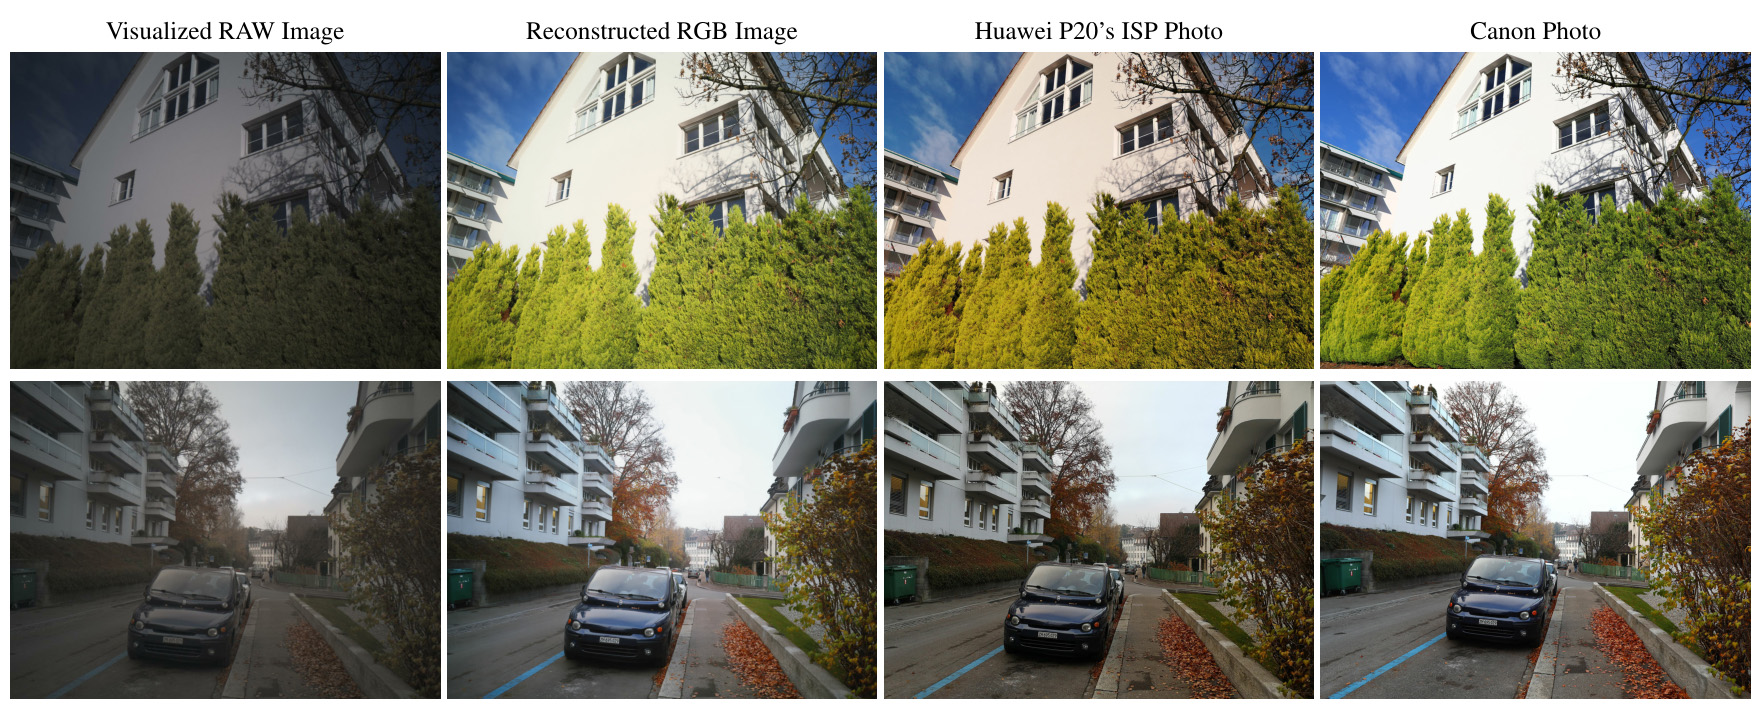 Visualized RAW Image
Reconstructed RGB Image
Huawei P20's ISP Photo
Canon Photo